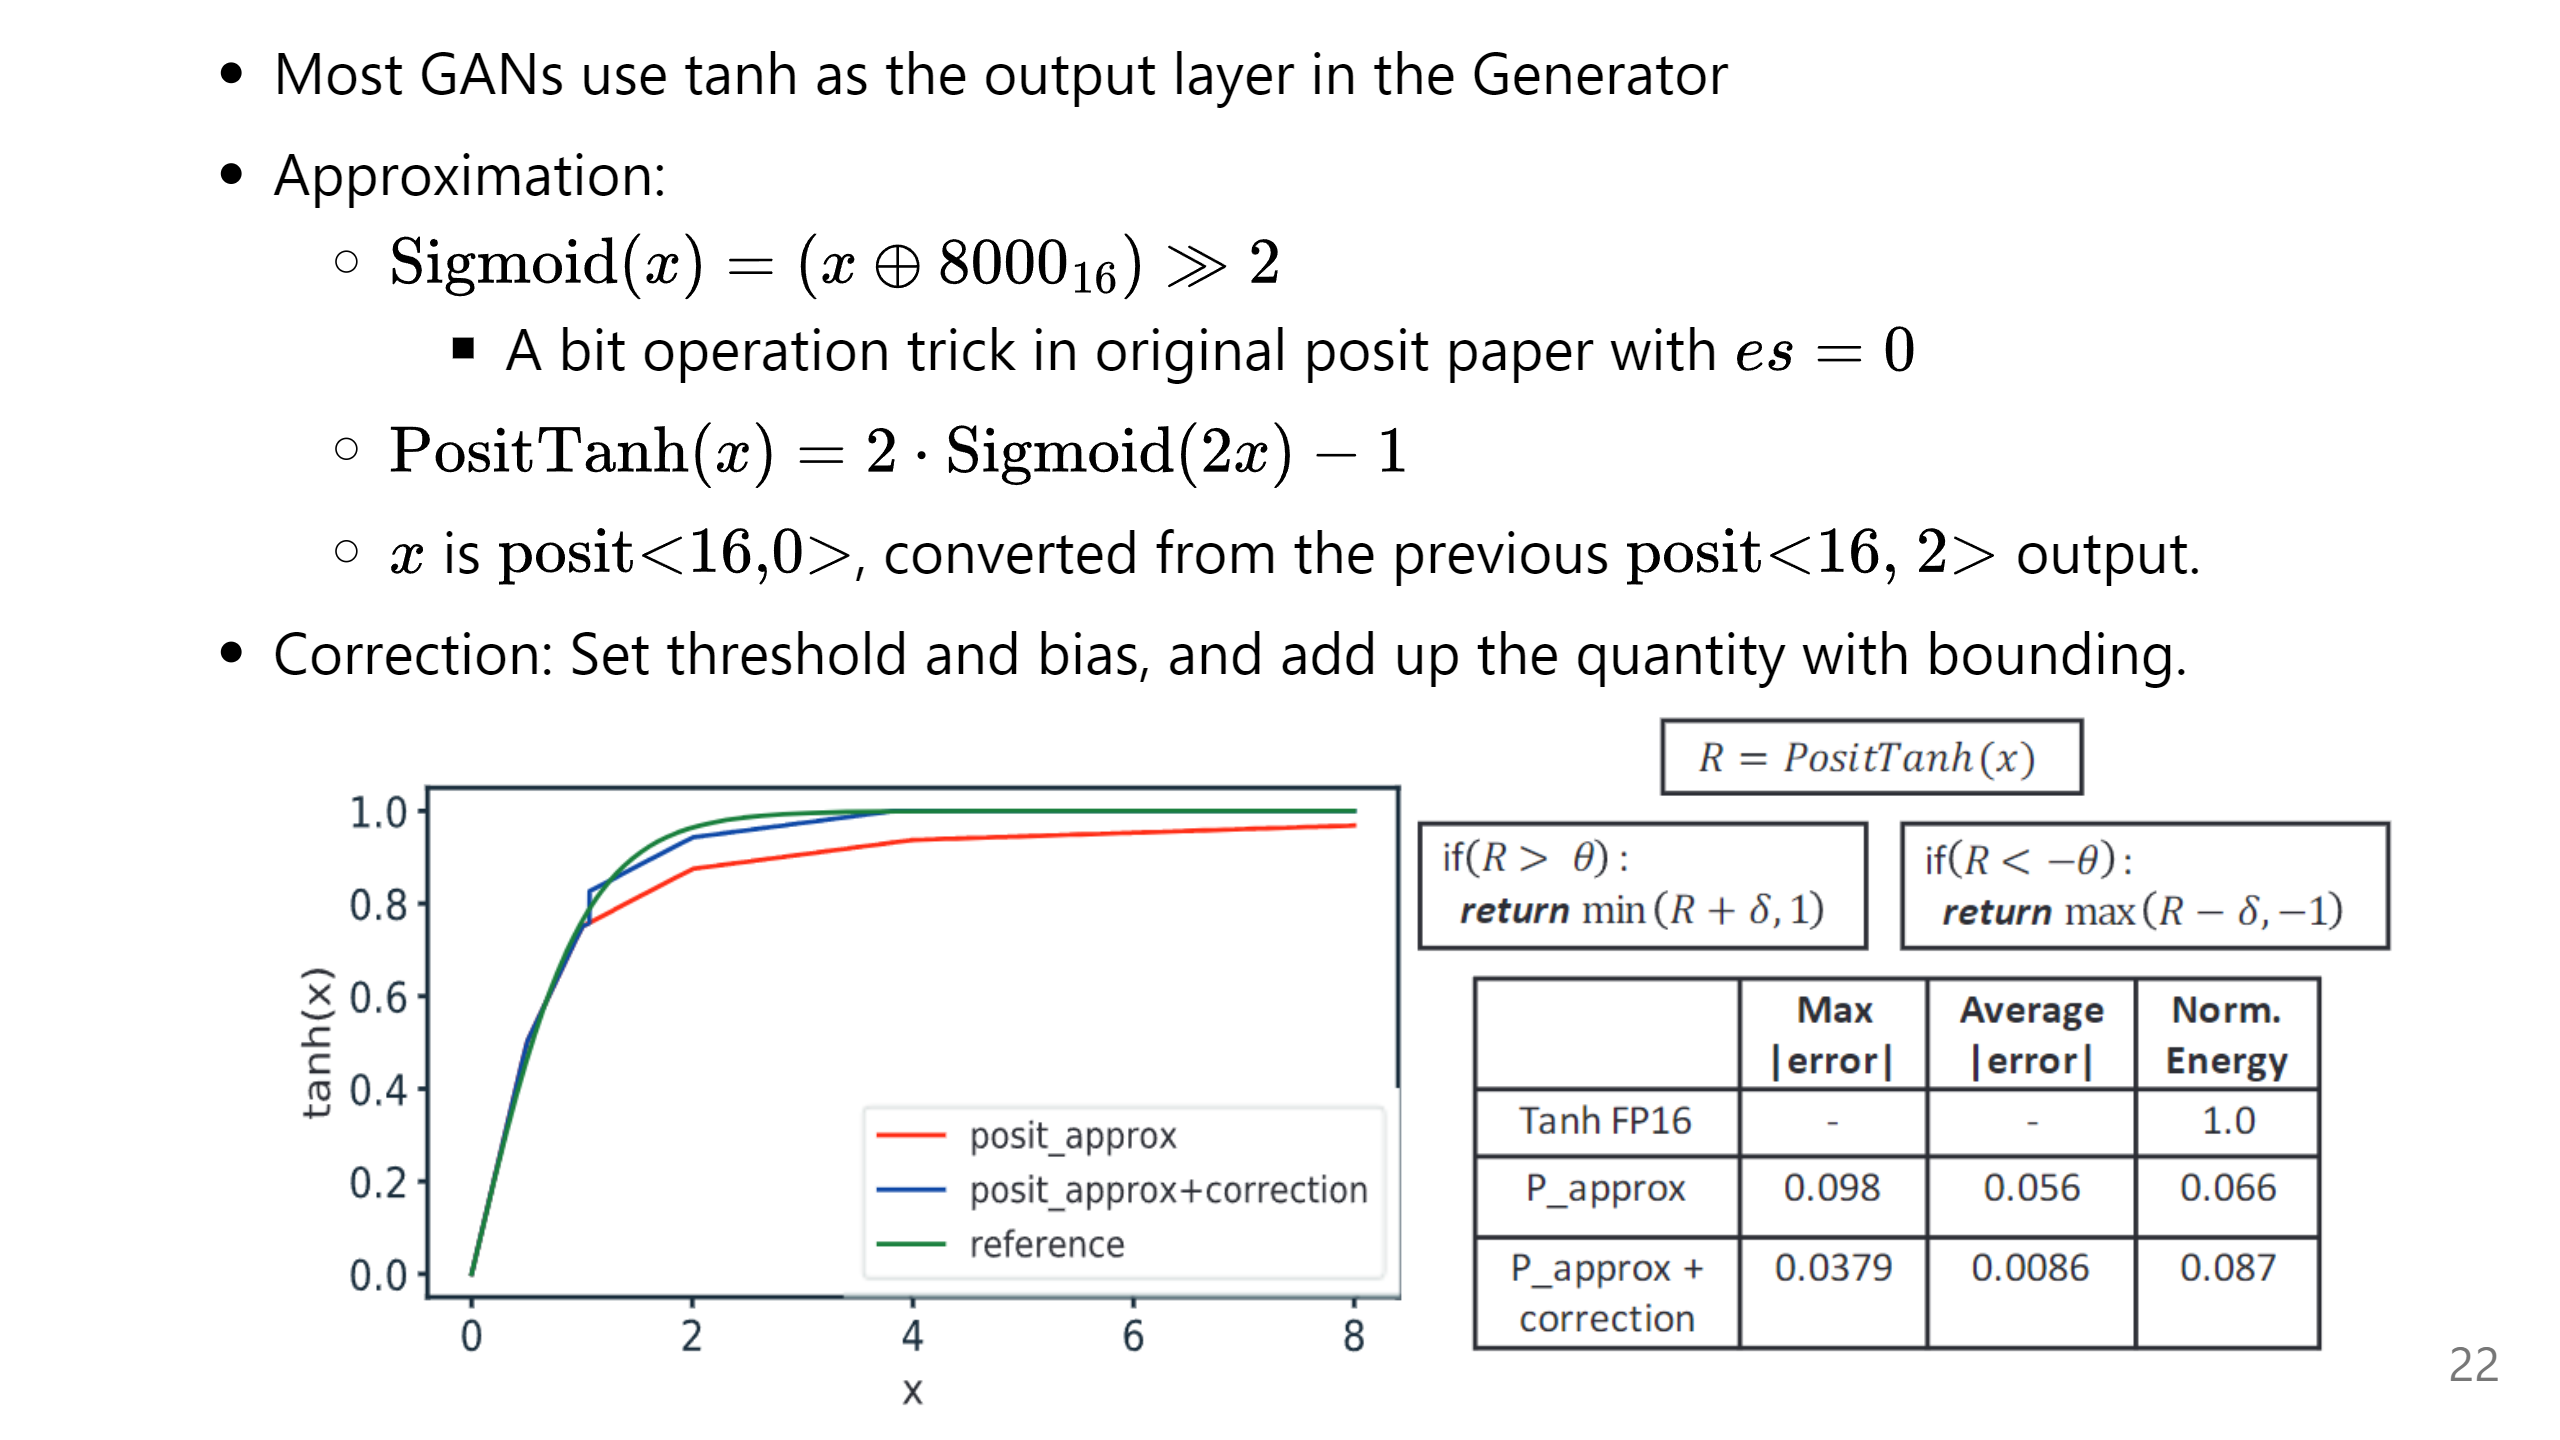 • Most GANs use tanh as the output layer in the Generator
• Approximation:
○ Sigmoid(x) = (x ⊕ 8000₁₆) ≫ 2
■ A bit operation trick in original posit paper with es = 0
○ PositTanh(x) = 2 · Sigmoid(2x) − 1
○ x is posit<16,0>, converted from the previous posit<16, 2> output.
• Correction: Set threshold and bias, and add up the quantity with bounding.
R = PositTanh(x)
if(R > θ):
return min(R + δ, 1)
if(R < −θ):
return max(R − δ, −1)
tanh(x)
1.0
0.8
0.6
0.4
0.2
0.0
0 2 4 6 8
x
posit_approx
posit_approx+correction
reference
Max |error| Average |error| Norm. Energy
Tanh FP16 - - 1.0
P_approx 0.098 0.056 0.066
P_approx + correction 0.0379 0.0086 0.087
22